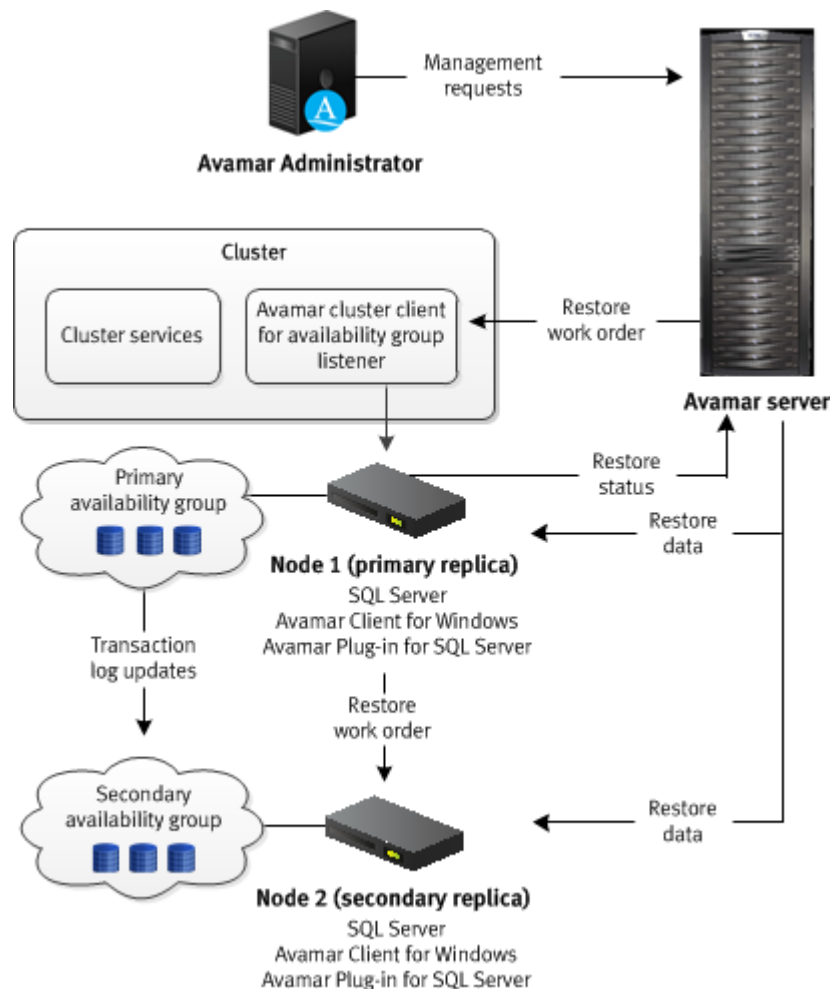 Management
requests
A
Avamar Administrator
Cluster
Cluster services
Avamar cluster client
for availability group
listener
Restore
work order
Avamar server
Primary
availability group
Restore
status
Restore
data
Node 1 (primary replica)
SQL Server
Avamar Client for Windows
Avamar Plug-in for SQL Server
Transaction
log updates
Restore
work order
Secondary
availability group
Restore
data
Node 2 (secondary replica)
SQL Server
Avamar Client for Windows
Avamar Plug-in for SQL Server